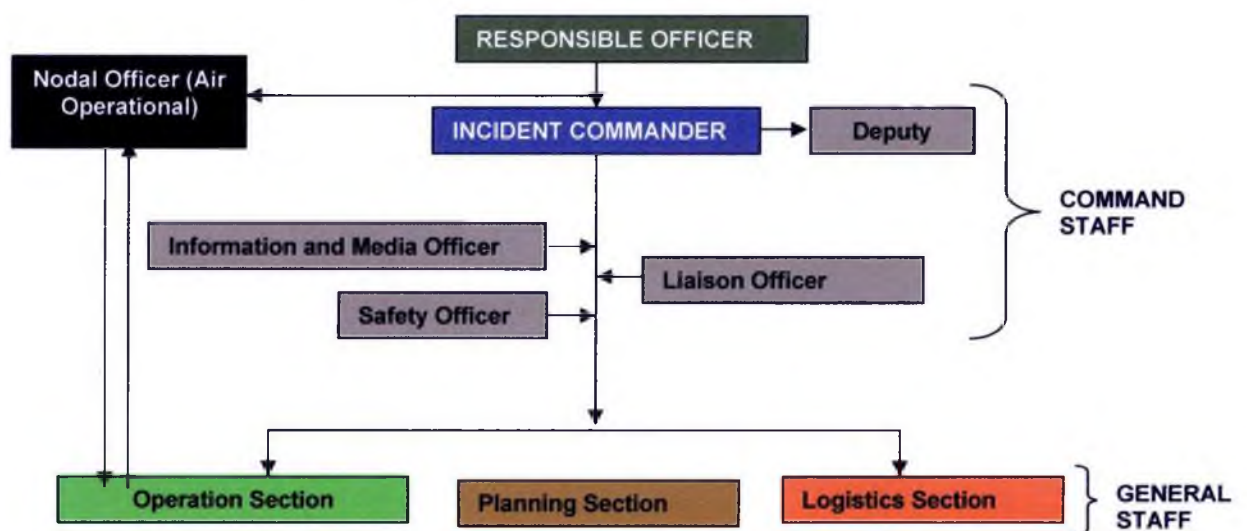 RESPONSIBLE OFFICER
Nodal Officer (Air
Operational)
INCIDENT COMMANDER
Deputy
COMMAND
STAFF
Information and Media Officer
Liaison Officer
Safety Officer
Operation Section
Planning Section
Logistics Section
GENERAL
STAFF